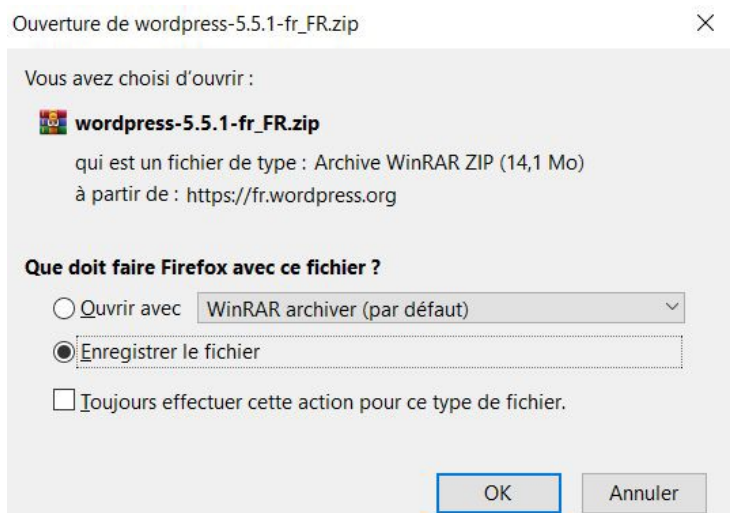 Ouverture de wordpress-5.5.1-fr_FR.zip
Vous avez choisi d'ouvrir :
wordpress-5.5.1-fr_FR.zip
qui est un fichier de type : Archive WinRAR ZIP (14,1 Mo)
à partir de : https://fr.wordpress.org
Que doit faire Firefox avec ce fichier ?
Ouvrir avec WinRAR archiver (par défaut)
Enregistrer le fichier
Toujours effectuer cette action pour ce type de fichier.
OK Annuler